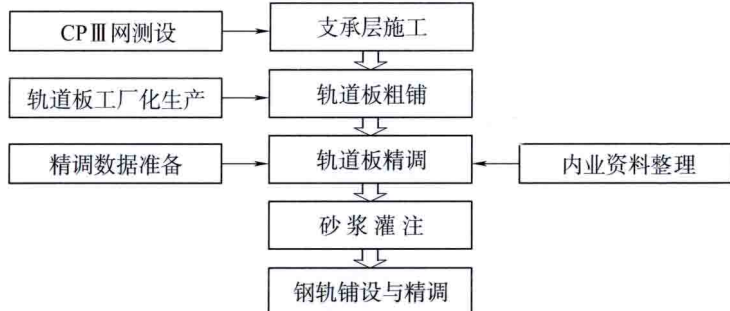 CPⅢ网测设
支承层施工
轨道板工厂化生产
轨道板粗铺
精调数据准备
轨道板精调
内业资料整理
砂浆灌注
钢轨铺设与精调